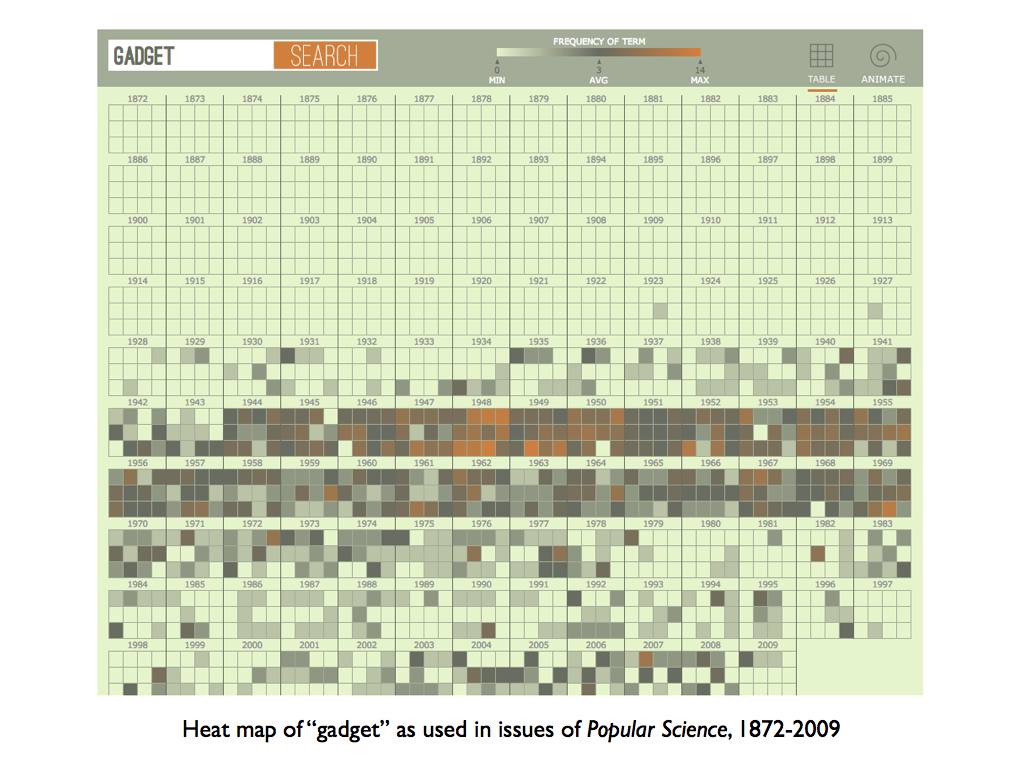 GADGET SEARCH FREQUENCY OF TERM
0 3 14
MIN AVG MAX TABLE ANIMATE
1872 1873 1874 1875 1876 1877 1878 1879 1880 1881 1882 1883 1884 1885
1886 1887 1888 1889 1890 1891 1892 1893 1894 1895 1896 1897 1898 1899
1900 1901 1902 1903 1904 1905 1906 1907 1908 1909 1910 1911 1912 1913
1914 1915 1916 1917 1918 1919 1920 1921 1922 1923 1924 1925 1926 1927
1928 1929 1930 1931 1932 1933 1934 1935 1936 1937 1938 1939 1940 1941
1942 1943 1944 1945 1946 1947 1948 1949 1950 1951 1952 1953 1954 1955
1956 1957 1958 1959 1960 1961 1962 1963 1964 1965 1966 1967 1968 1969
1970 1971 1972 1973 1974 1975 1976 1977 1978 1979 1980 1981 1982 1983
1984 1985 1986 1987 1988 1989 1990 1991 1992 1993 1994 1995 1996 1997
1998 1999 2000 2001 2002 2003 2004 2005 2006 2007 2008 2009
Heat map of “gadget” as used in issues of Popular Science, 1872-2009